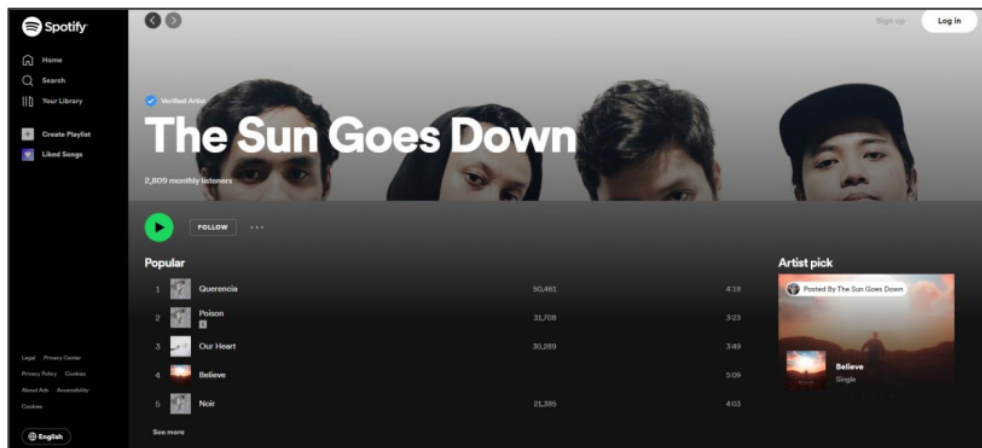 Spotify
Home
Search
Your Library
Create Playlist
Liked Songs
Legal Privacy Center
Privacy Policy Cookies
About Ads Accessibility
Cookies
English
Sign up
Log in
Verified Artist
The Sun Goes Down
2,809 monthly listeners
FOLLOW
Popular
1 Querencia 50,461 4:18
2 Poison 31,708 3:23
E
3 Our Heart 30,289 3:49
4 Believe 5:09
5 Noir 21,385 4:03
See more
Artist pick
Posted By The Sun Goes Down
Believe
Single